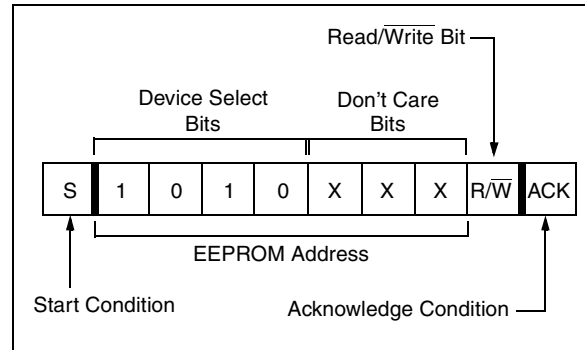 Read/Write Bit
Device Select Bits
Don't Care Bits
S 1 0 1 0 X X X R/W ACK
EEPROM Address
Start Condition
Acknowledge Condition